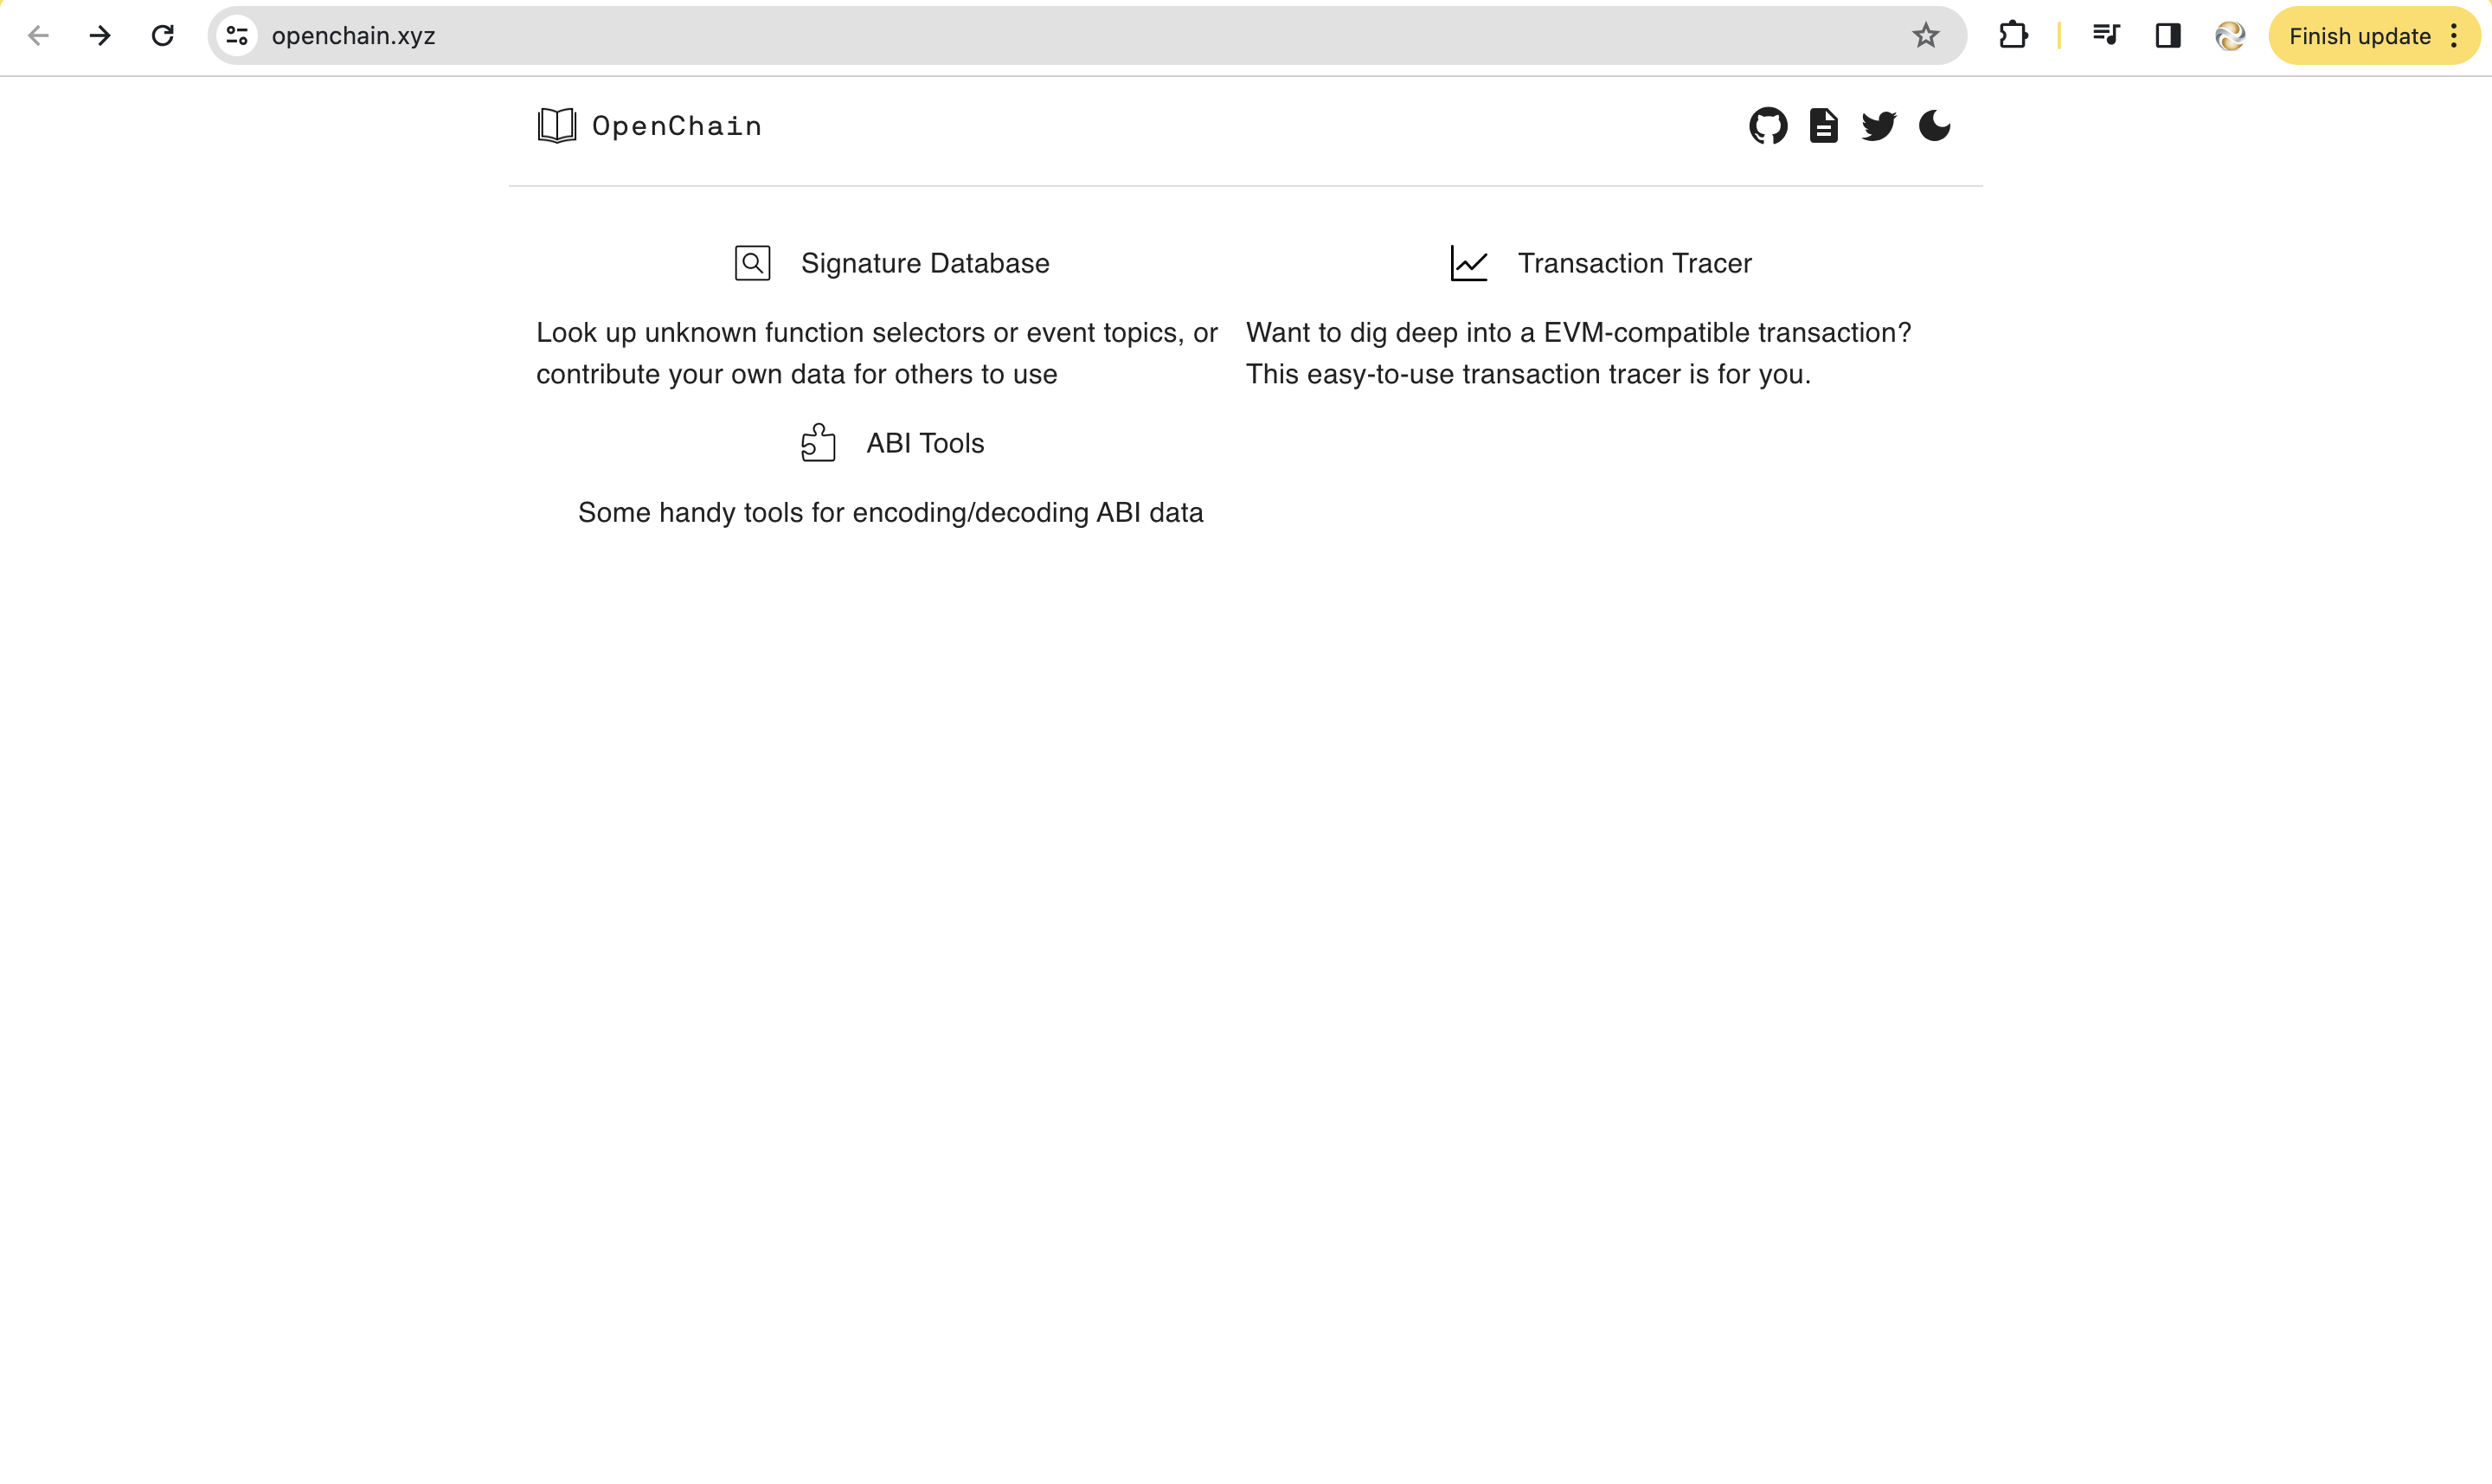 openchain.xyz
Finish update
OpenChain
Signature Database
Look up unknown function selectors or event topics, or
contribute your own data for others to use
Transaction Tracer
Want to dig deep into a EVM-compatible transaction?
This easy-to-use transaction tracer is for you.
ABI Tools
Some handy tools for encoding/decoding ABI data